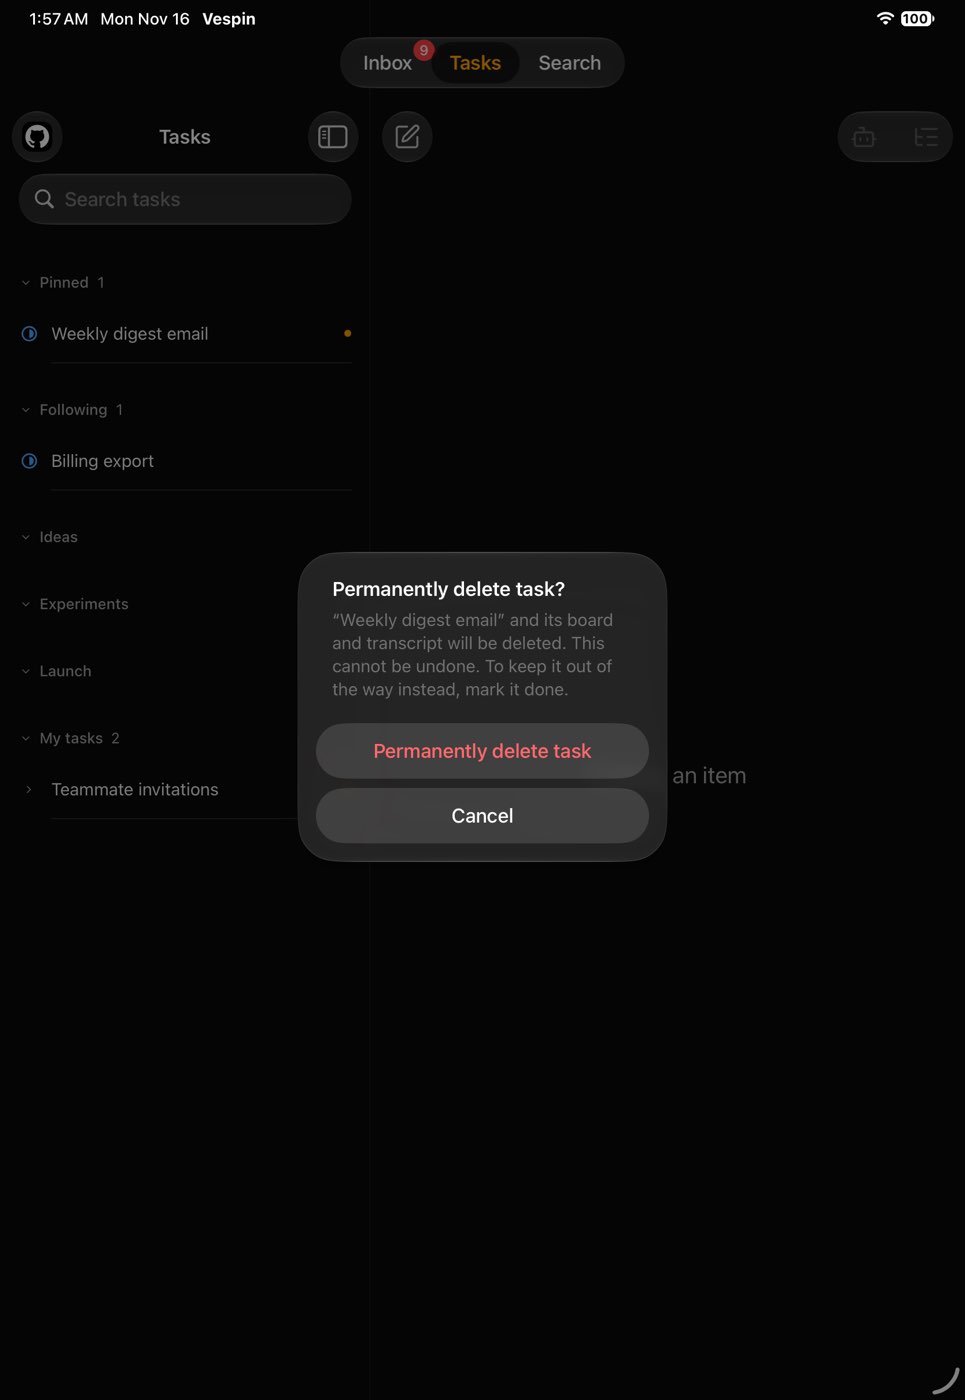 1:57 AM Mon Nov 16 Vespin
100
Inbox 9 Tasks Search
Tasks
Search tasks
Pinned 1
Weekly digest email
Following 1
Billing export
Ideas
Experiments
Launch
My tasks 2
Teammate invitations
Permanently delete task?
“Weekly digest email” and its board
and transcript will be deleted. This
cannot be undone. To keep it out of
the way instead, mark it done.
Permanently delete task
an item
Cancel